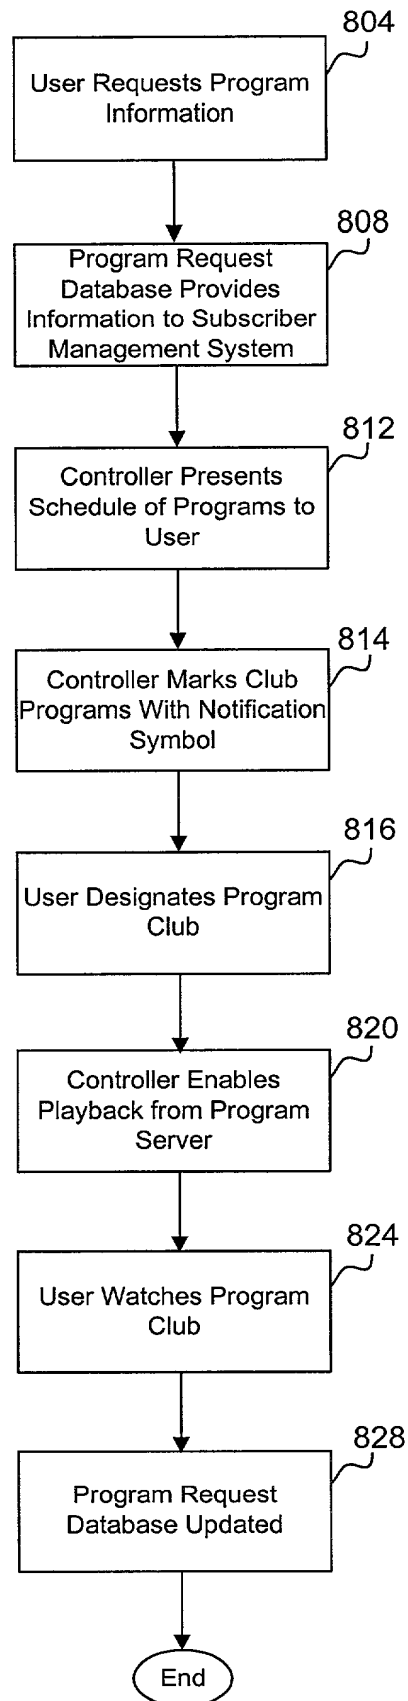 804
User Requests Program
Information
808
Program Request
Database Provides
Information to Subscriber
Management System
812
Controller Presents
Schedule of Programs to
User
814
Controller Marks Club
Programs With Notification
Symbol
816
User Designates Program
Club
820
Controller Enables
Playback from Program
Server
824
User Watches Program
Club
828
Program Request
Database Updated
End